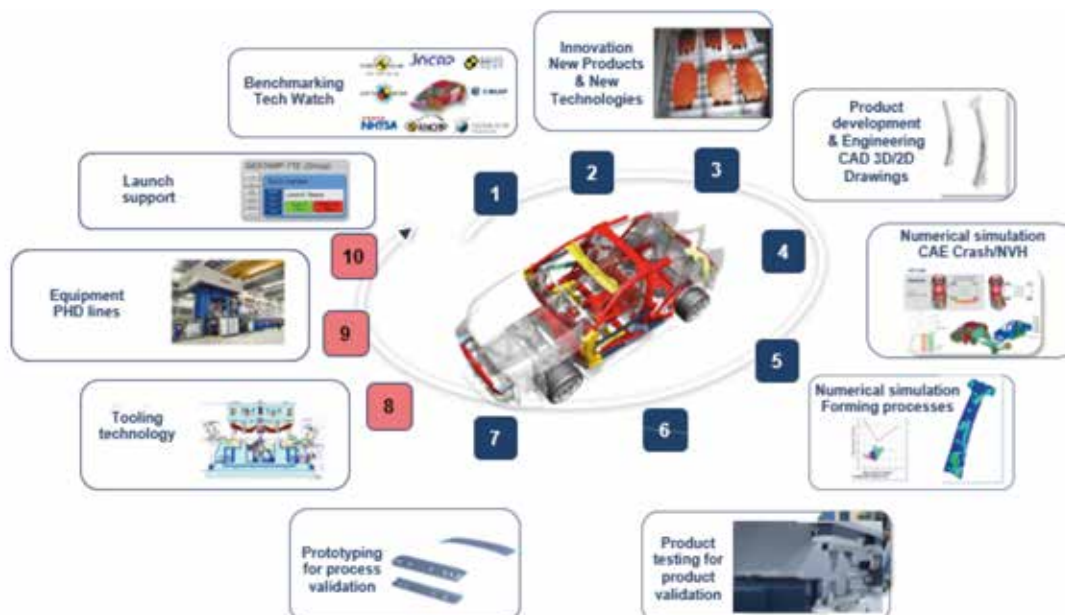 Benchmarking
Tech Watch
JNCAP
NHTSA
Innovation
New Products
& New
Technologies
Product
development
& Engineering
CAD 3D/2D
Drawings
Launch
support
1
2
3
4
5
6
7
8
9
10
Numerical simulation
CAE Crash/NVH
Equipment
PHD lines
Numerical simulation
Forming processes
Tooling
technology
Prototyping
for process
validation
Product
testing for
product
validation